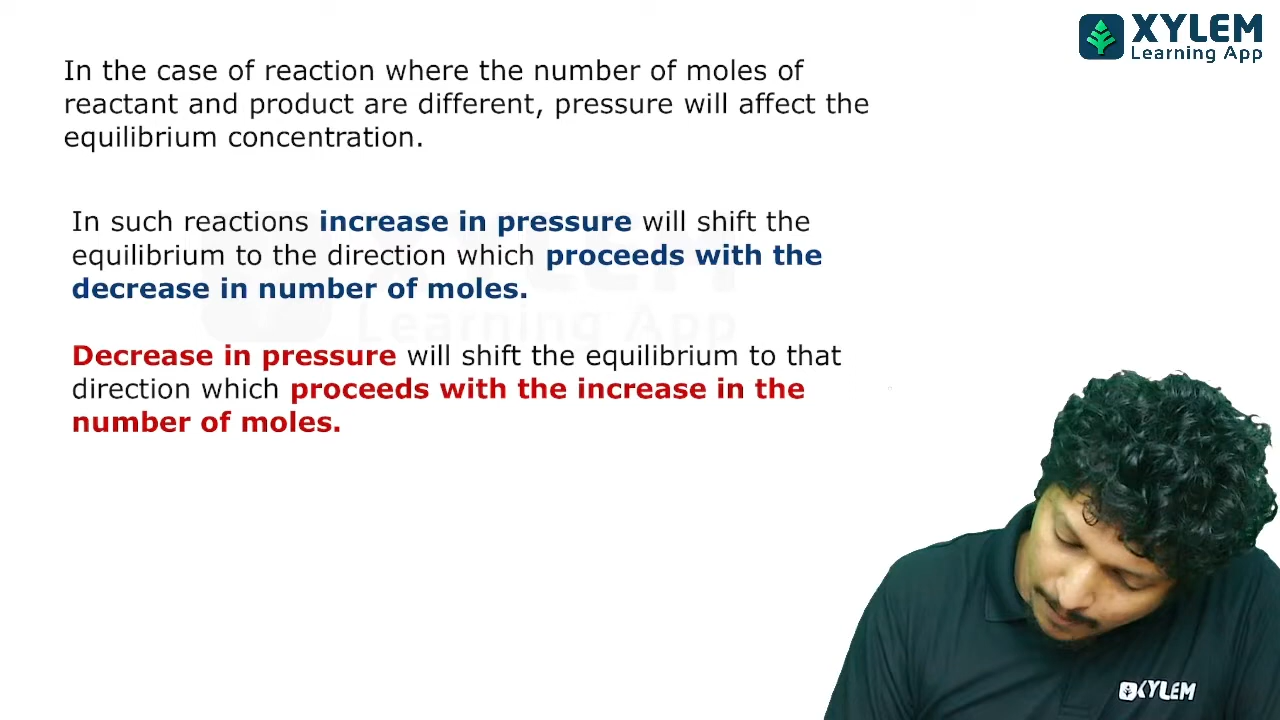 XYLEM
Learning App
In the case of reaction where the number of moles of
reactant and product are different, pressure will affect the
equilibrium concentration.
In such reactions increase in pressure will shift the
equilibrium to the direction which proceeds with the
decrease in number of moles.
XYLEM
Learning App
Decrease in pressure will shift the equilibrium to that
direction which proceeds with the increase in the
number of moles.
XYLEM